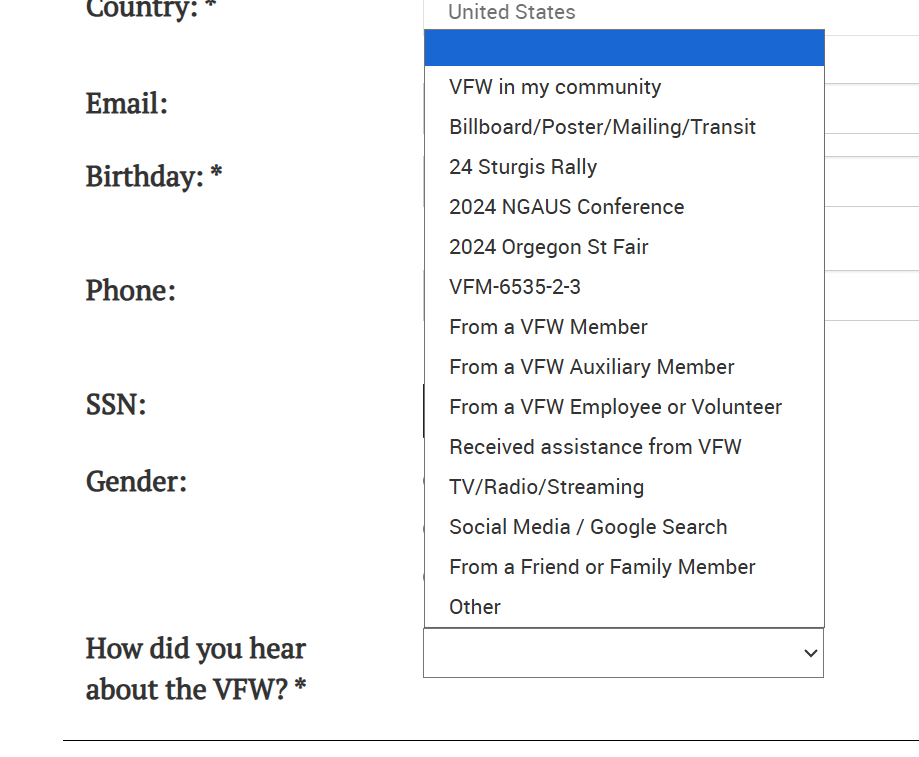 Country: *
United States
VFW in my community
Email:
Billboard/Poster/Mailing/Transit
24 Sturgis Rally
Birthday: *
2024 NGAUS Conference
2024 Orgegon St Fair
Phone:
VFM-6535-2-3
From a VFW Member
From a VFW Auxiliary Member
SSN:
From a VFW Employee or Volunteer
Received assistance from VFW
Gender:
TV/Radio/Streaming
Social Media / Google Search
From a Friend or Family Member
Other
How did you hear
about the VFW? *